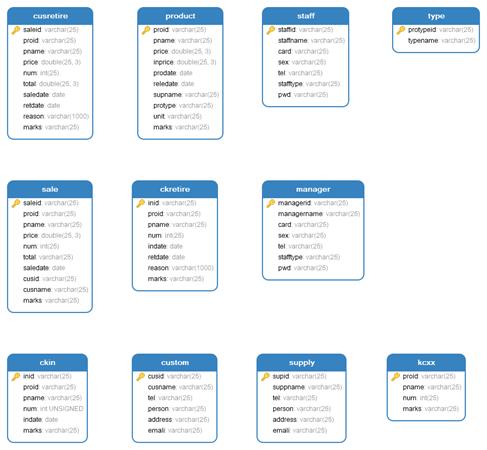 cusretire
saleid: varchar(25)
proid: varchar(25)
pname: varchar(25)
price: double(25, 3)
num: int(25)
total: double(25, 3)
saledate: date
retdate: date
reason: varchar(1000)
marks: varchar(25)
product
proid: varchar(25)
pname: varchar(25)
price: double(25, 3)
inprice: double(25, 3)
prodate: date
reledate: date
supname: varchar(25)
protype: varchar(25)
unit: varchar(25)
marks: varchar(25)
staff
staffid: varchar(25)
staffname: varchar(25)
card: varchar(25)
sex: varchar(25)
tel: varchar(25)
stafftype: varchar(25)
pwd: varchar(25)
type
protypeid: varchar(25)
typename: varchar(25)
sale
saleid: varchar(25)
proid: varchar(25)
pname: varchar(25)
price: double(25, 3)
num: int(25)
total: varchar(25)
saledate: date
cusid: varchar(25)
cusname: varchar(25)
marks: varchar(25)
ckretire
inid: varchar(25)
proid: varchar(25)
pname: varchar(25)
num: int(25)
indate: date
retdate: date
reason: varchar(1000)
marks: varchar(25)
manager
managerid: varchar(25)
managername: varchar(25)
card: varchar(25)
sex: varchar(25)
tel: varchar(25)
stafftype: varchar(25)
pwd: varchar(25)
ckin
inid: varchar(25)
proid: varchar(25)
pname: varchar(25)
num: int UNSIGNED
indate: date
marks: varchar(25)
custom
cusid: varchar(25)
cusname: varchar(25)
tel: varchar(25)
person: varchar(25)
address: varchar(25)
emali: varchar(25)
supply
supid: varchar(25)
suppname: varchar(25)
tel: varchar(25)
person: varchar(25)
address: varchar(25)
emali: varchar(25)
kcxx
proid: varchar(25)
pname: varchar(25)
num: int(25)
marks: varchar(25)